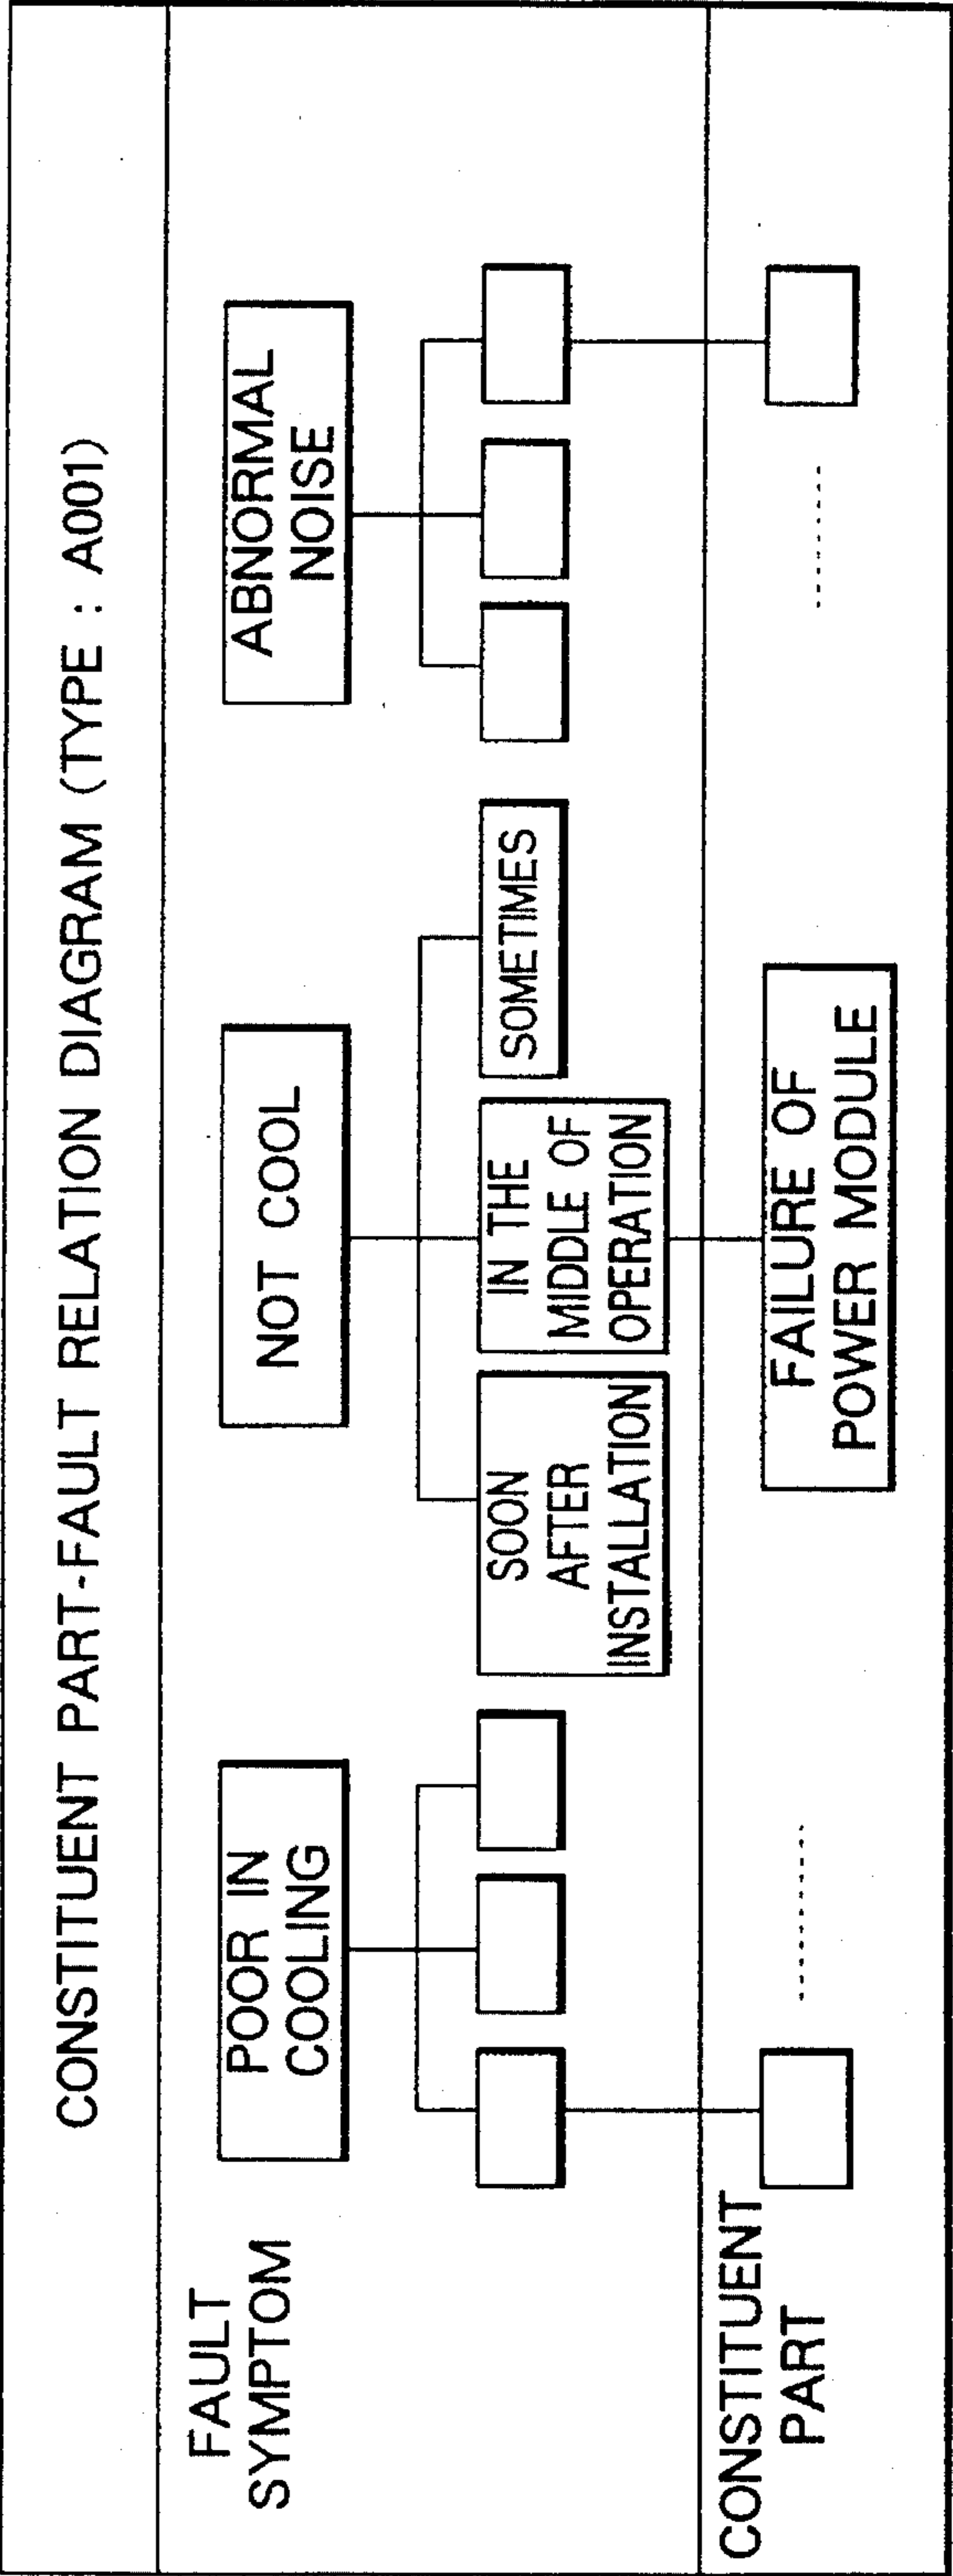 CONSTITUENT PART-FAULT RELATION DIAGRAM (TYPE : A001)
FAULT
SYMPTOM
POOR IN
COOLING
NOT COOL
ABNORMAL
NOISE
SOON
AFTER
INSTALLATION
IN THE
MIDDLE OF
OPERATION
SOMETIMES
CONSTITUENT
PART
FAILURE OF
POWER MODULE